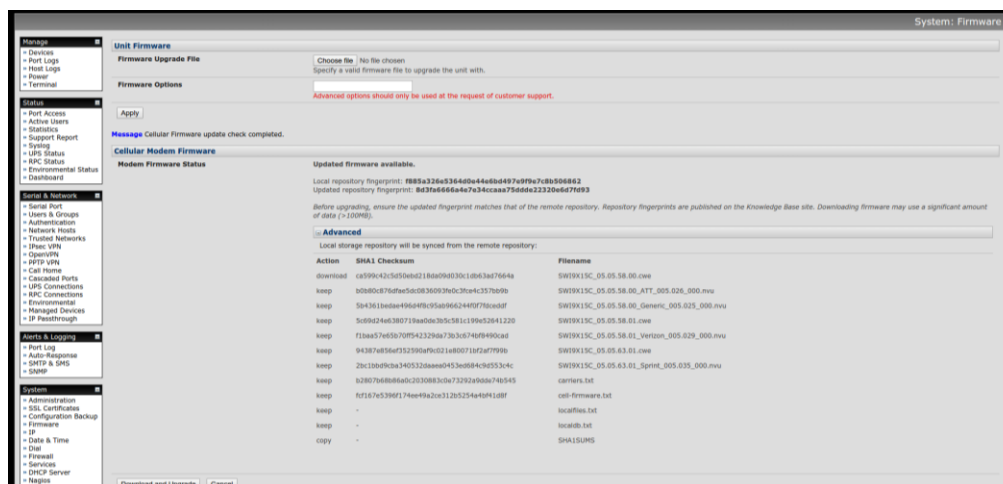 System: Firmware
Manage
» Devices
» Port Logs
» Host Logs
» Power
» Terminal
Status
» Port Access
» Active Users
» Statistics
» Support Report
» Syslog
» UPS Status
» RPC Status
» Environmental Status
» Dashboard
Serial & Network
» Serial Port
» Users & Groups
» Authentication
» Network Hosts
» Trusted Networks
» IPsec VPN
» OpenVPN
» PPTP VPN
» Call Home
» Cascaded Ports
» UPS Connections
» RPC Connections
» Environmental
» Managed Devices
» IP Passthrough
Alerts & Logging
» Port Log
» Auto-Response
» SMTP & SMS
» SNMP
System
» Administration
» SSL Certificates
» Configuration Backup
» Firmware
» IP
» Date & Time
» Dial
» Firewall
» Services
» DHCP Server
» Nagios
Unit Firmware
Firmware Upgrade File
Choose file No file chosen
Specify a valid firmware file to upgrade the unit with.
Firmware Options
Advanced options should only be used at the request of customer support.
Apply
Message Cellular Firmware update check completed.
Cellular Modem Firmware
Modem Firmware Status
Updated firmware available.
Local repository fingerprint: f885a326e5364d0e44e6bd497e9f9e7c8b506862
Updated repository fingerprint: 8d3fa6666a4e7e34ccaaa75ddde22320e6d7fd93
Before upgrading, ensure the updated fingerprint matches that of the remote repository. Repository fingerprints are published on the Knowledge Base site. Downloading firmware may use a significant amount
of data (>100MB).
Advanced
Local storage repository will be synced from the remote repository:
Action SHA1 Checksum Filename
download ca599c42c5d50ebd218da09d030c1db63ad7664a SWI9X15C_05.05.58.00.cwe
keep b0b80c876dfae5dc0836093fe0c3fce4c357bb9b SWI9X15C_05.05.58.00_ATT_005.026_000.nvu
keep 5b4361bedae496d4f8c95ab966244f0f7fdceddf SWI9X15C_05.05.58.00_Generic_005.025_000.nvu
keep 5c69d24e6380719aa0de3b5c581c199e52641220 SWI9X15C_05.05.58.01.cwe
keep f1baa57e65b70ff542329da73b3c674bf8490cad SWI9X15C_05.05.58.01_Verizon_005.029_000.nvu
keep 94387e856ef352590af9c021e80071bf2ef7f99b SWI9X15C_05.05.63.01.cwe
keep 2bc1bbd9cba340532daaea0453ed684c9d553c4c SWI9X15C_05.05.63.01_Sprint_005.035_000.nvu
keep b2807b68b86a0c2030883c0a73292a9dde74b545 carriers.txt
keep fcf167e5396f174ee49a2ce312b5254a4bf41d8f cell-firmware.txt
keep - localfiles.txt
keep - localdb.txt
copy - SHA1SUMS
Download and Upgrade Cancel